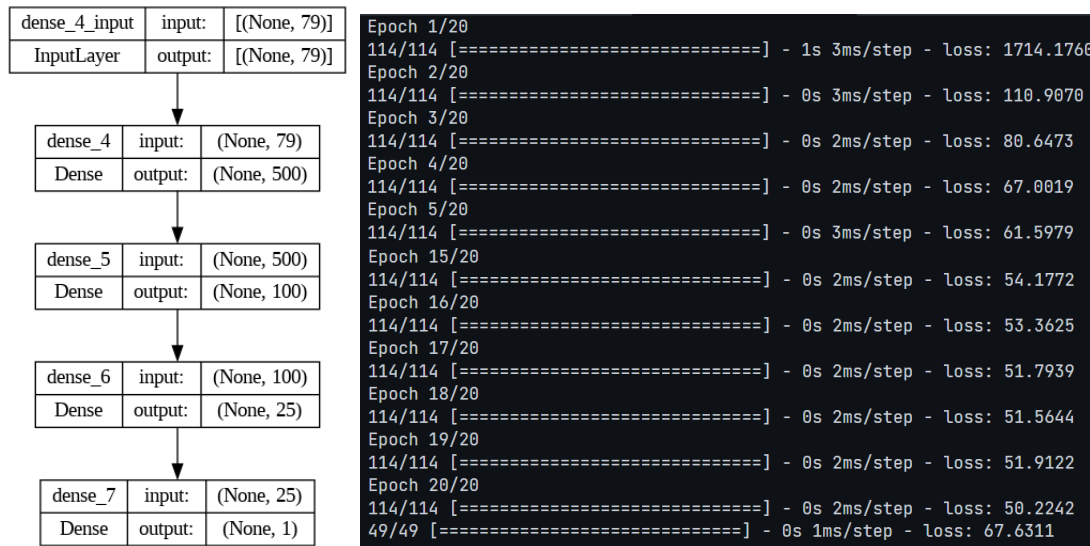 dense_4_input input: [(None, 79)]
InputLayer output: [(None, 79)]
dense_4 input: (None, 79)
Dense output: (None, 500)
dense_5 input: (None, 500)
Dense output: (None, 100)
dense_6 input: (None, 100)
Dense output: (None, 25)
dense_7 input: (None, 25)
Dense output: (None, 1)
Epoch 1/20
114/114 [==============================] - 1s 3ms/step - loss: 1714.1760
Epoch 2/20
114/114 [==============================] - 0s 3ms/step - loss: 110.9070
Epoch 3/20
114/114 [==============================] - 0s 2ms/step - loss: 80.6473
Epoch 4/20
114/114 [==============================] - 0s 2ms/step - loss: 67.0019
Epoch 5/20
114/114 [==============================] - 0s 3ms/step - loss: 61.5979
Epoch 15/20
114/114 [==============================] - 0s 2ms/step - loss: 54.1772
Epoch 16/20
114/114 [==============================] - 0s 2ms/step - loss: 53.3625
Epoch 17/20
114/114 [==============================] - 0s 2ms/step - loss: 51.7939
Epoch 18/20
114/114 [==============================] - 0s 2ms/step - loss: 51.5644
Epoch 19/20
114/114 [==============================] - 0s 2ms/step - loss: 51.9122
Epoch 20/20
114/114 [==============================] - 0s 2ms/step - loss: 50.2242
49/49 [==============================] - 0s 1ms/step - loss: 67.6311